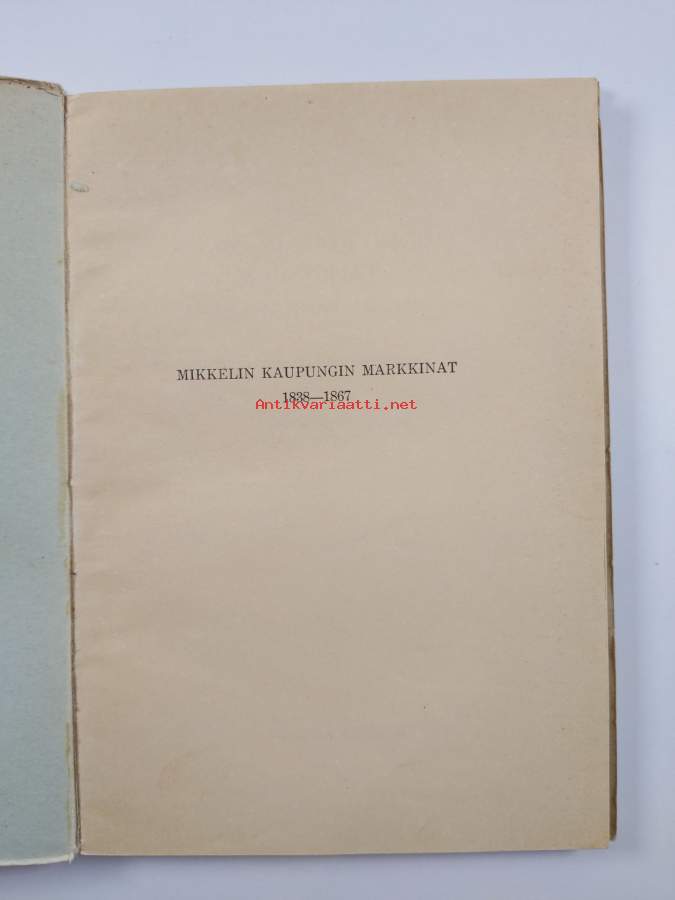 MIKKELIN KAUPUNGIN MARKKINAT
1838—1867
Antikvariaatti.net